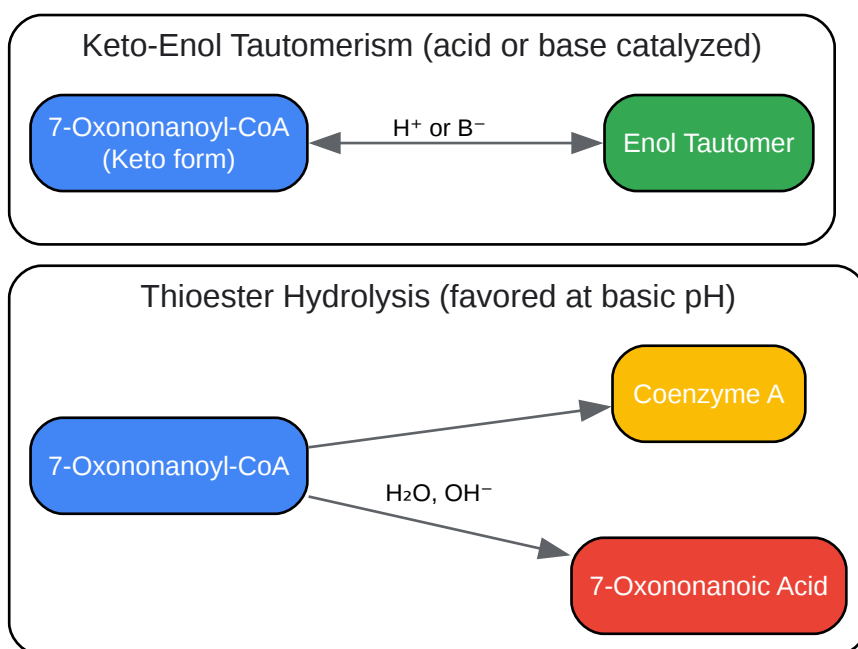 Keto-Enol Tautomerism (acid or base catalyzed)
7-Oxononanoyl-CoA
(Keto form)
H⁺ or B⁻
Enol Tautomer
Thioester Hydrolysis (favored at basic pH)
Coenzyme A
7-Oxononanoyl-CoA
H₂O, OH⁻
7-Oxononanoic Acid